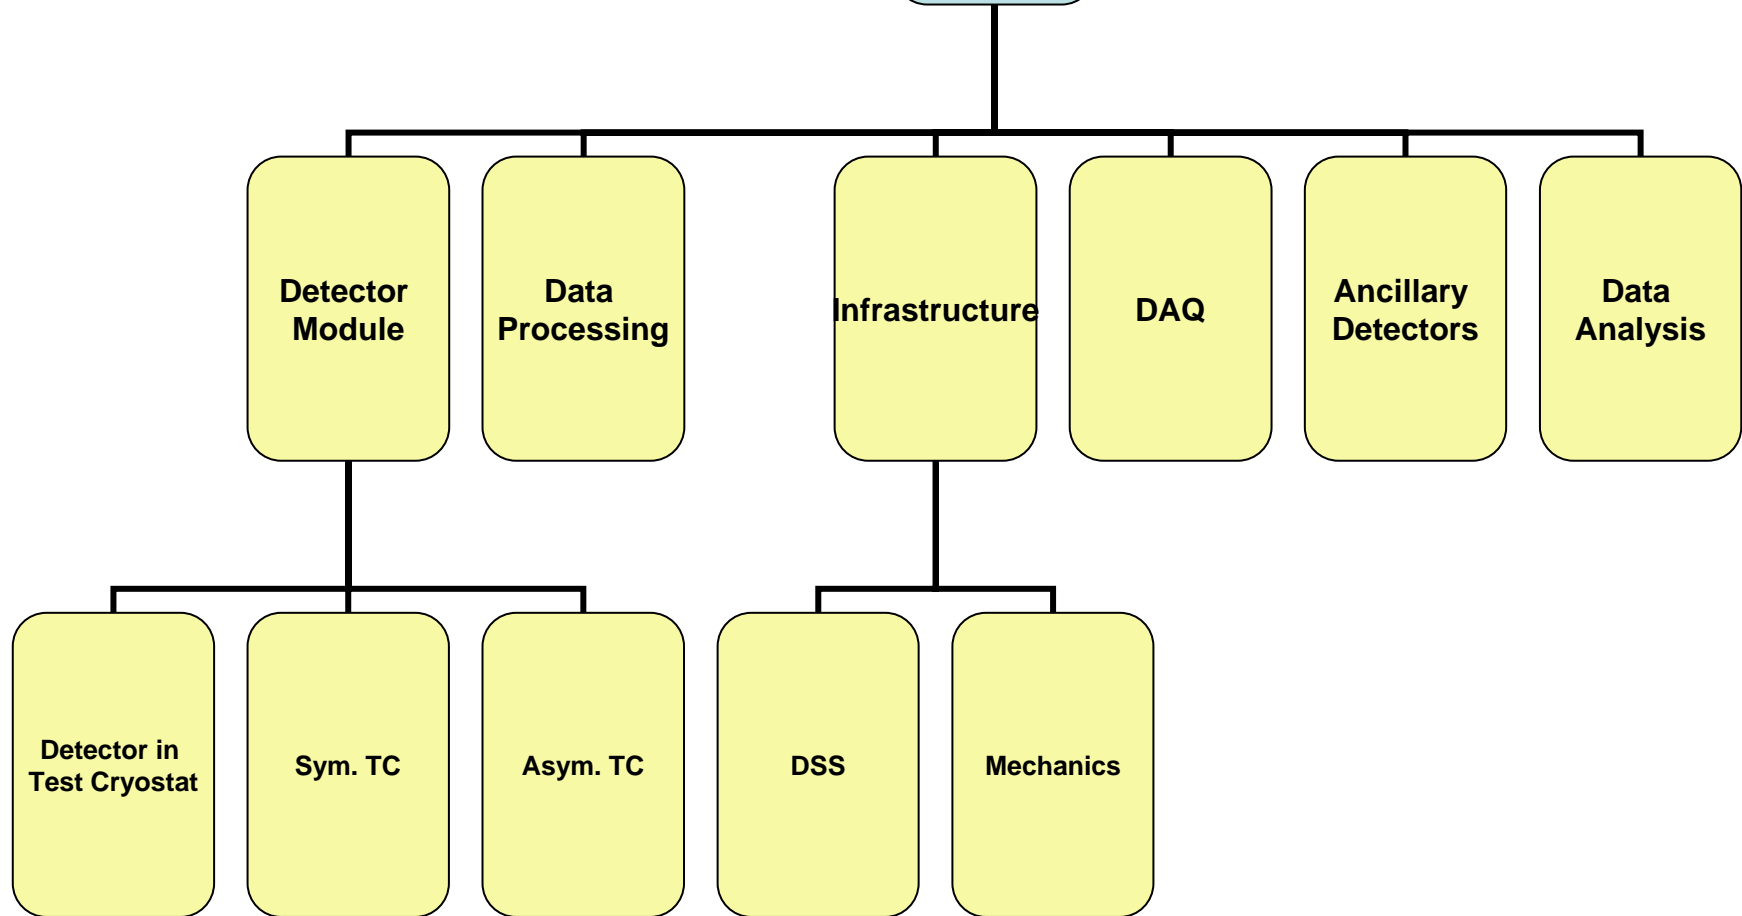 Detector
Module
Data
Processing
Infrastructure
DAQ
Ancillary
Detectors
Data
Analysis
Detector in
Test Cryostat
Sym. TC
Asym. TC
DSS
Mechanics